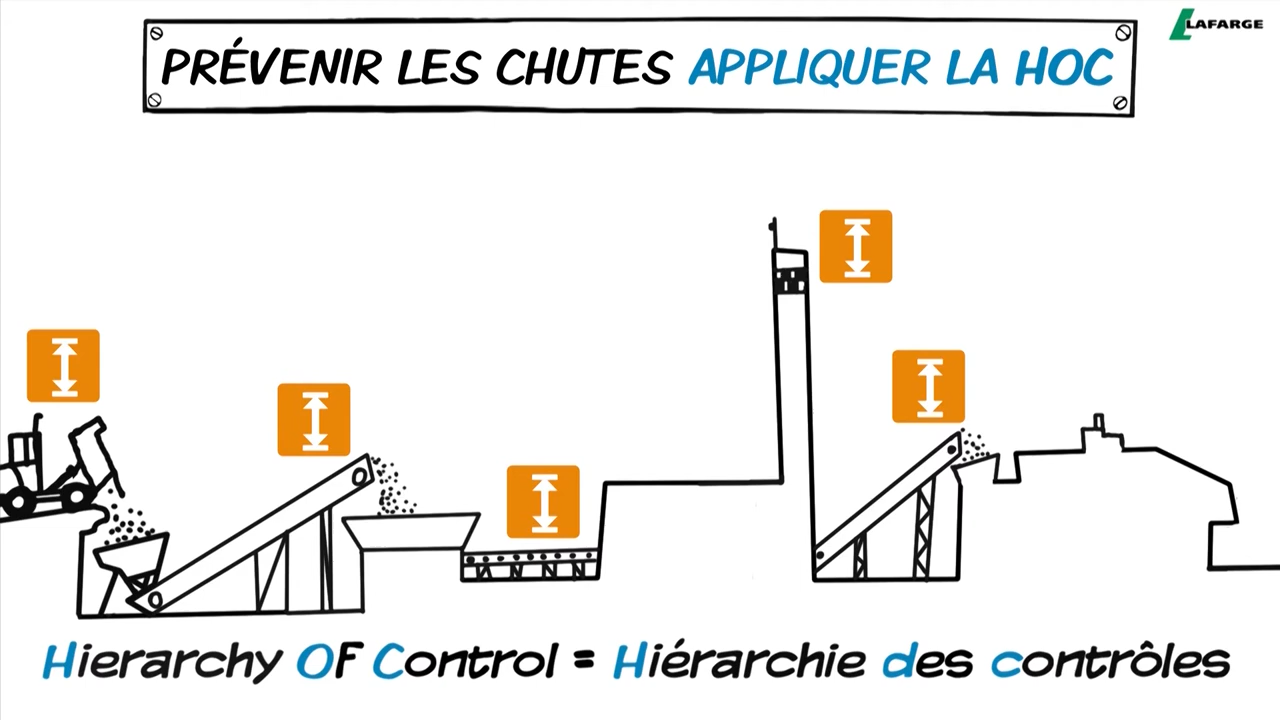 PRÉVENIR LES CHUTES APPLIQUER LA HOC
LAFARGE
Hierarchy OF Control = Hiérarchie des contrôles